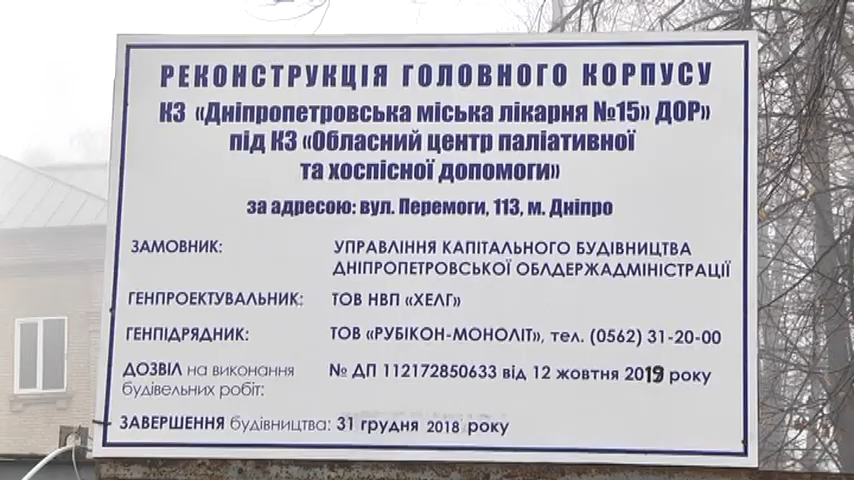 РЕКОНСТРУКЦІЯ ГОЛОВНОГО КОРПУСУ
КЗ «Дніпропетровська міська лікарня №15» ДОР»
під КЗ «Обласний центр паліативної
та хоспісної допомоги»
за адресою: вул. Перемоги, 113, м. Дніпро
ЗАМОВНИК: УПРАВЛІННЯ КАПІТАЛЬНОГО БУДІВНИЦТВА
ДНІПРОПЕТРОВСЬКОЇ ОБЛДЕРЖАДМІНІСТРАЦІЇ
ГЕНПРОЕКТУВАЛЬНИК: ТОВ НВП «ХЕЛГ»
ГЕНПІДРЯДНИК: ТОВ «РУБІКОН-МОНОЛІТ», тел. (0562) 31-20-00
ДОЗВІЛ на виконання № ДП 112172850633 від 12 жовтня 2019 року
будівельних робіт:
ЗАВЕРШЕННЯ будівництва: 31 грудня 2018 року